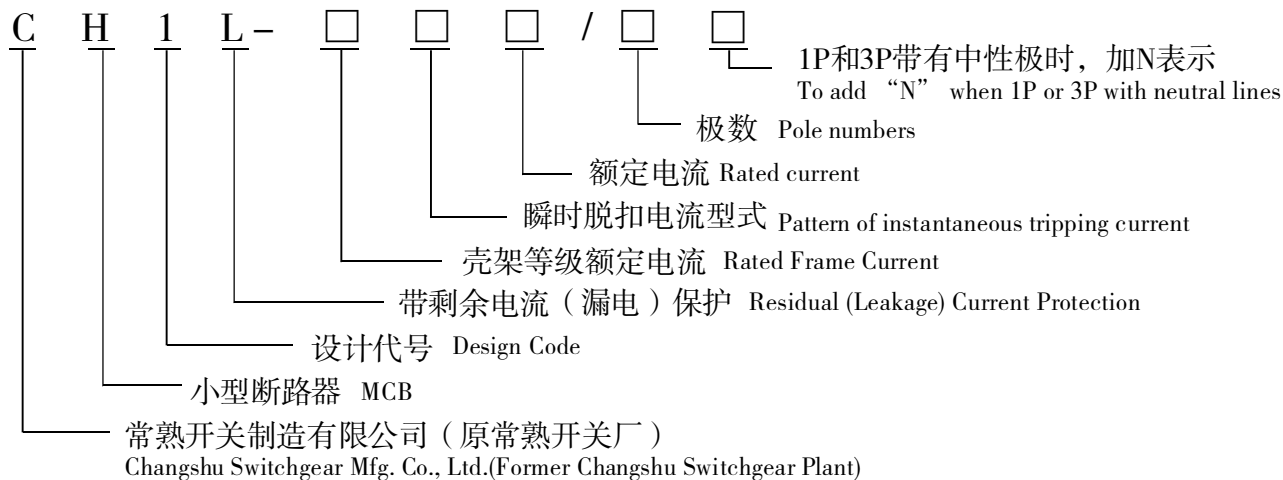 C H 1 L - □ □ □ / □ □
1P和3P带有中性极时，加N表示
To add “N” when 1P or 3P with neutral lines
极数 Pole numbers
额定电流 Rated current
瞬时脱扣电流型式 Pattern of instantaneous tripping current
壳架等级额定电流 Rated Frame Current
带剩余电流（漏电）保护 Residual (Leakage) Current Protection
设计代号 Design Code
小型断路器 MCB
常熟开关制造有限公司（原常熟开关厂）
Changshu Switchgear Mfg. Co., Ltd.(Former Changshu Switchgear Plant)